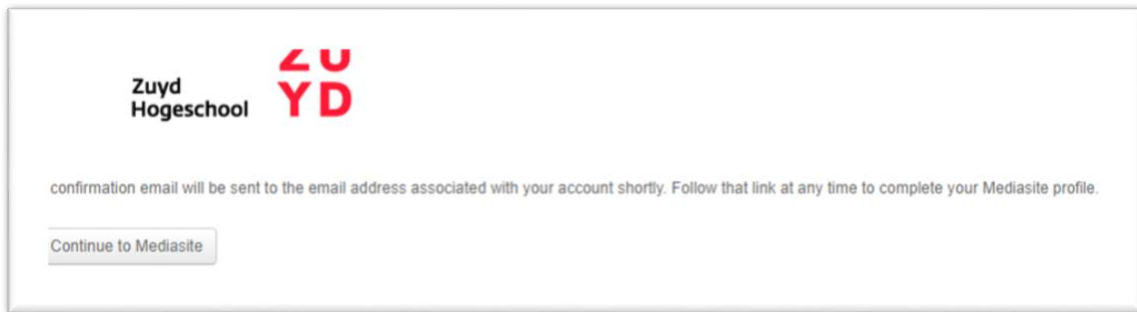 Zuyd
Hogeschool
ZU
YD
confirmation email will be sent to the email address associated with your account shortly. Follow that link at any time to complete your Mediasite profile.
Continue to Mediasite